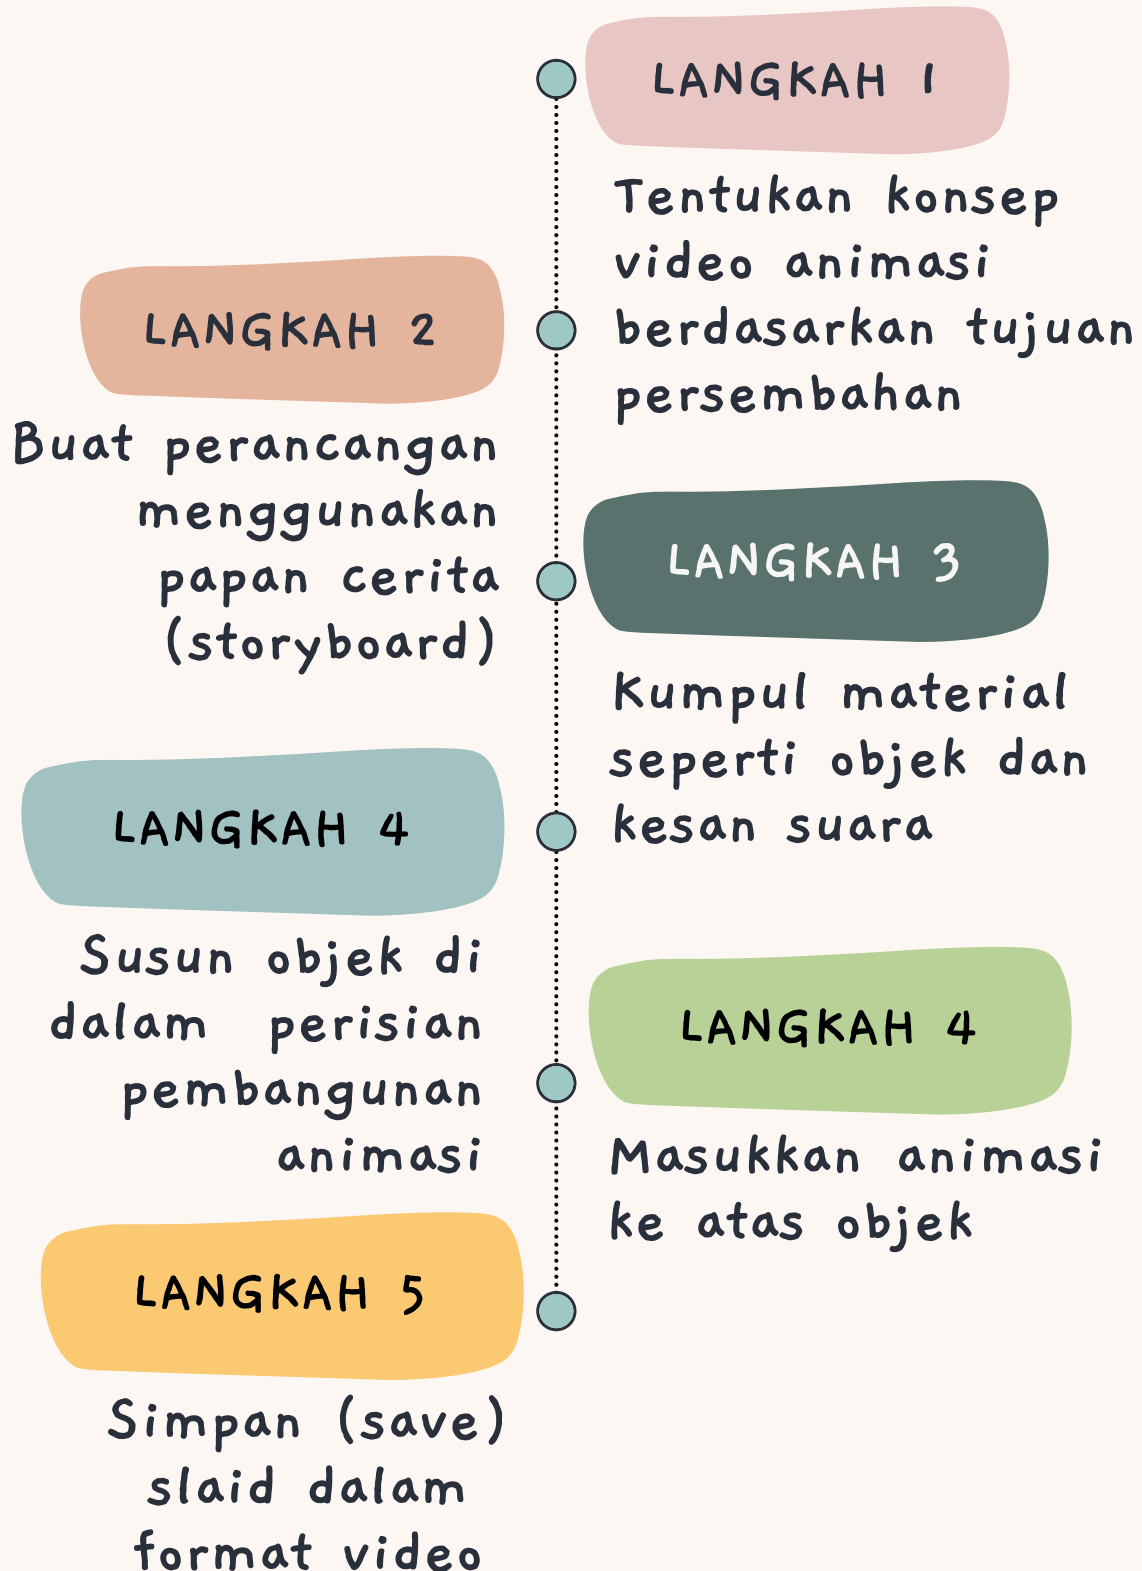 LANGKAH 1
Tentukan konsep
video animasi
berdasarkan tujuan
persembahan
LANGKAH 2
Buat perancangan
menggunakan
papan cerita
(storyboard)
LANGKAH 3
Kumpul material
seperti objek dan
kesan suara
LANGKAH 4
Susun objek di
dalam perisian
pembangunan
animasi
LANGKAH 4
Masukkan animasi
ke atas objek
LANGKAH 5
Simpan (save)
slaid dalam
format video